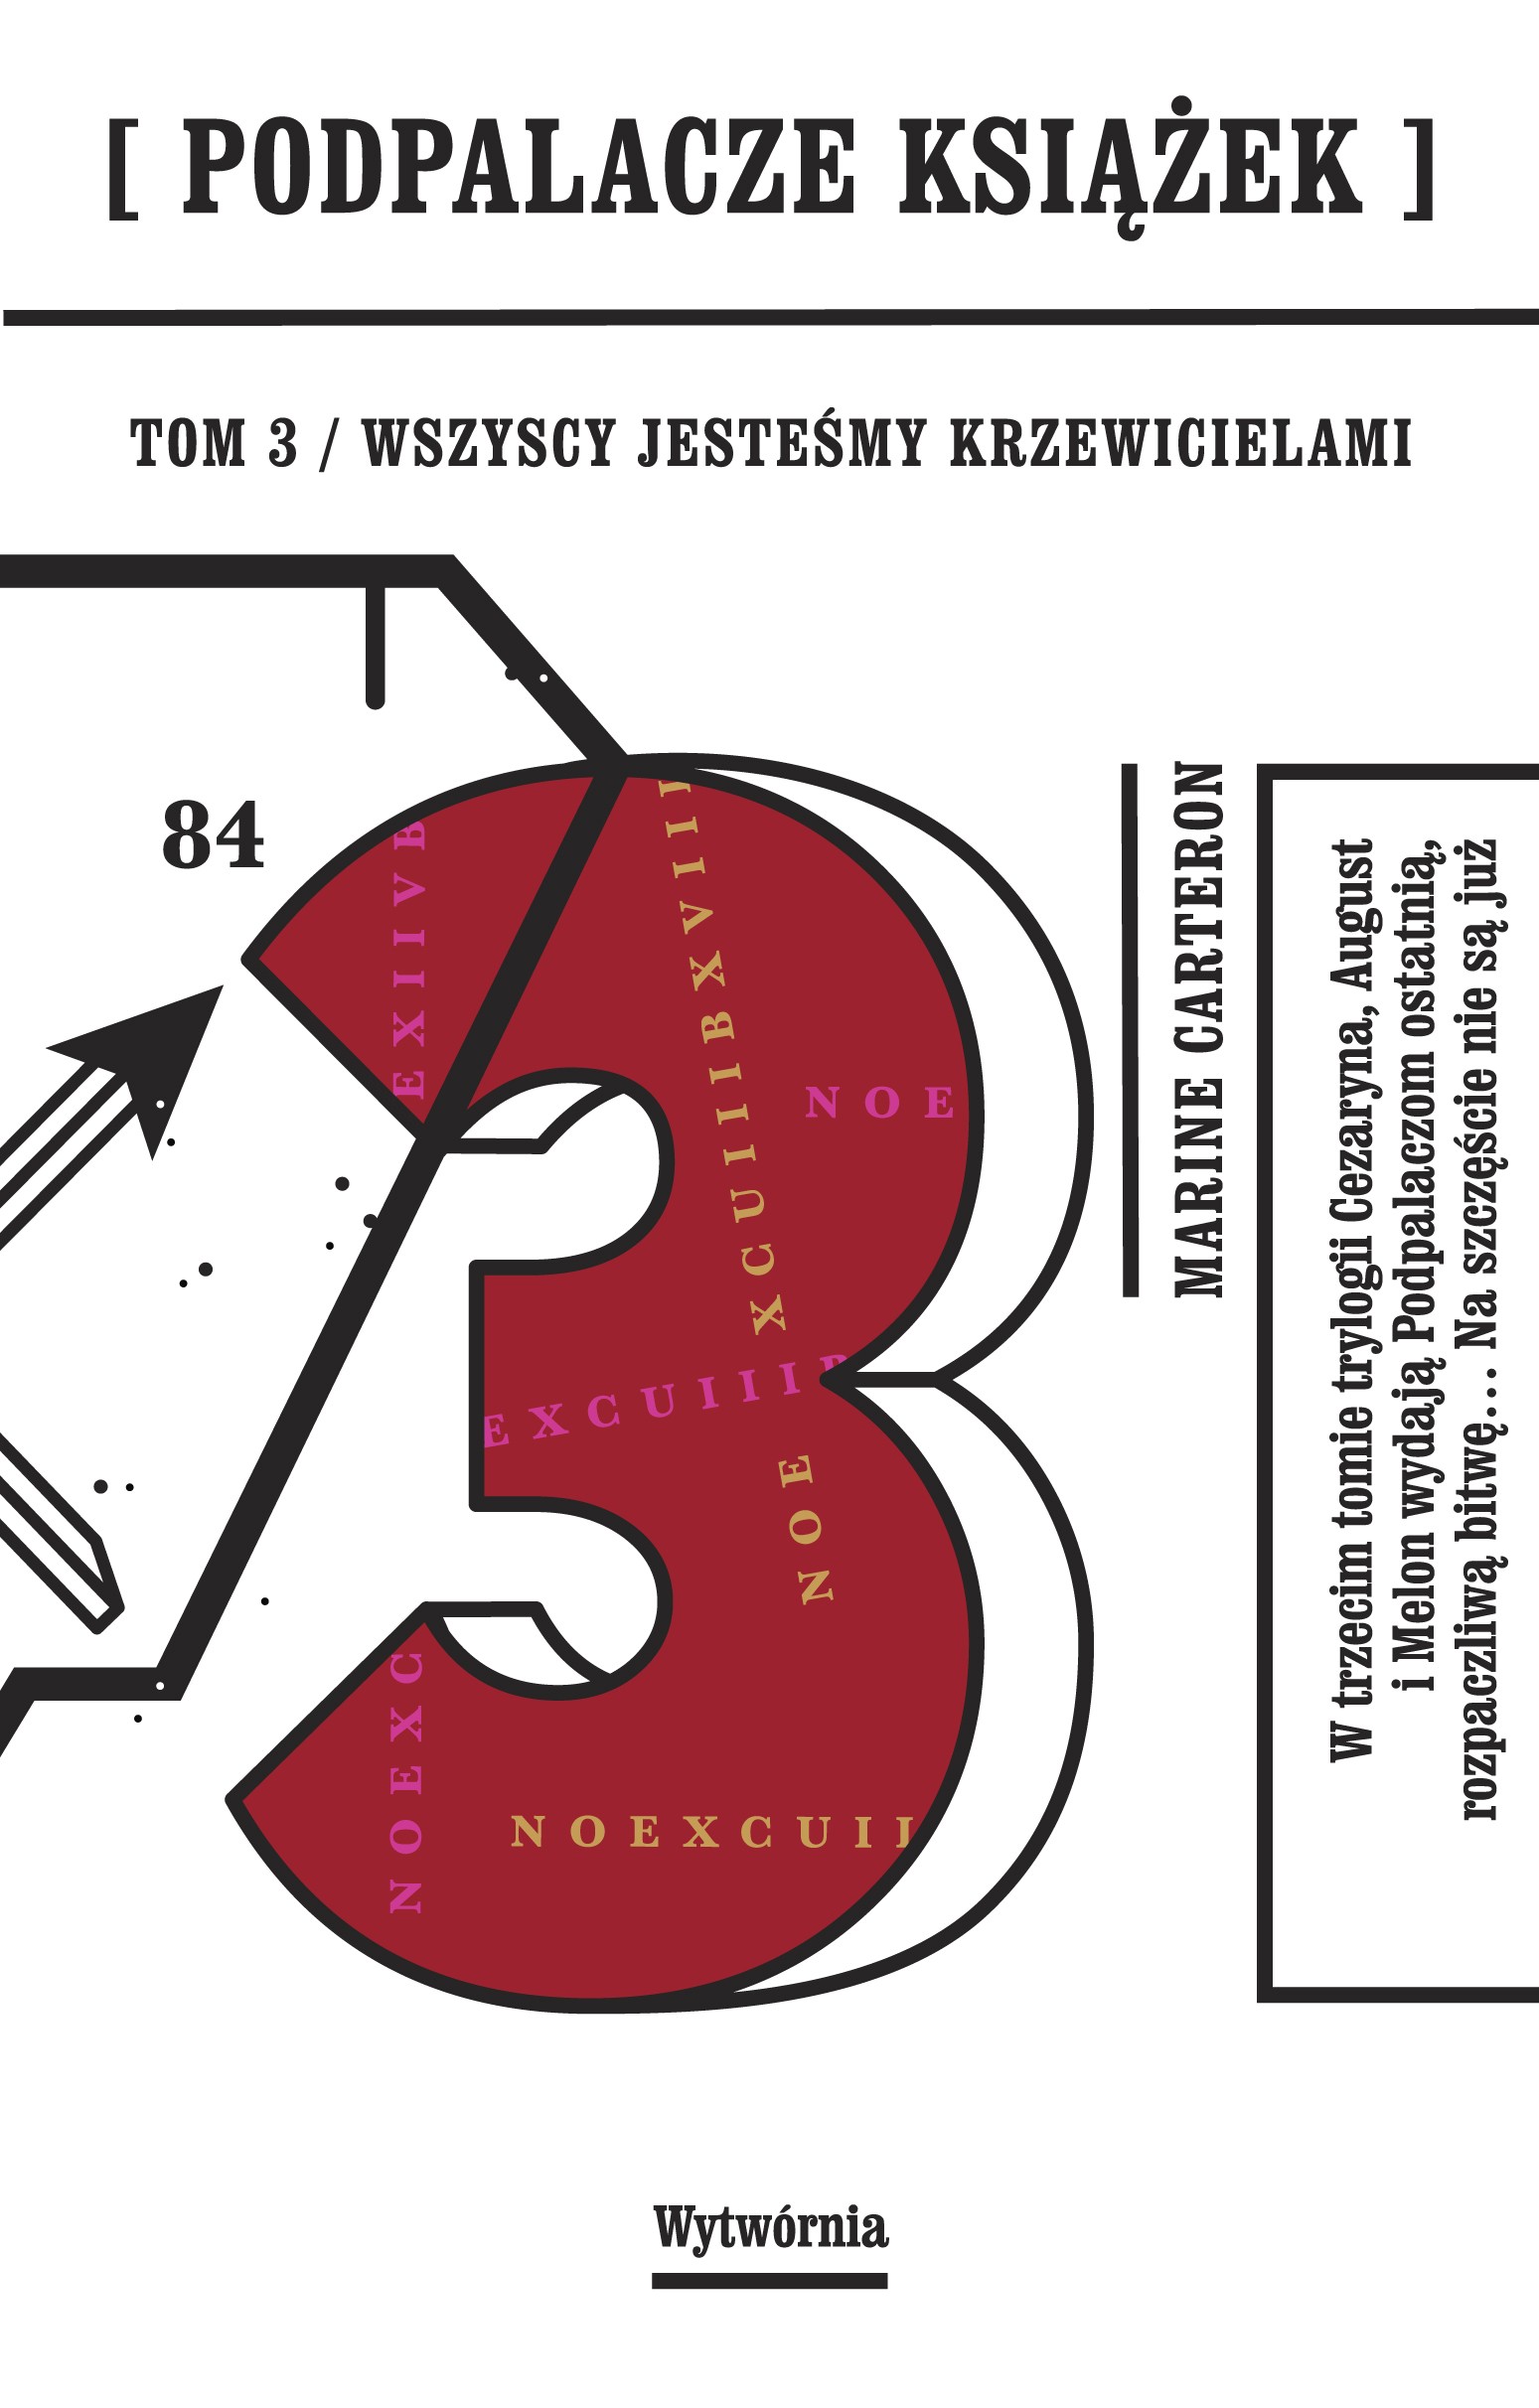 [ PODPALACZE KSIĄŻEK ]
TOM 3 / WSZYSCY JESTEŚMY KRZEWICIELAMI
84
EXIIVB
XCUIIIBXVIII
NOE
EXCUIII
NOE
NOEXC
NOEXCUII
MARINE CARTERON
W trzecim tomie trylogii Cezaryna, August
i Melon wydają Podpalaczom ostatnią,
rozpaczliwą bitwę... Na szczęście nie są już
Wytwórnia